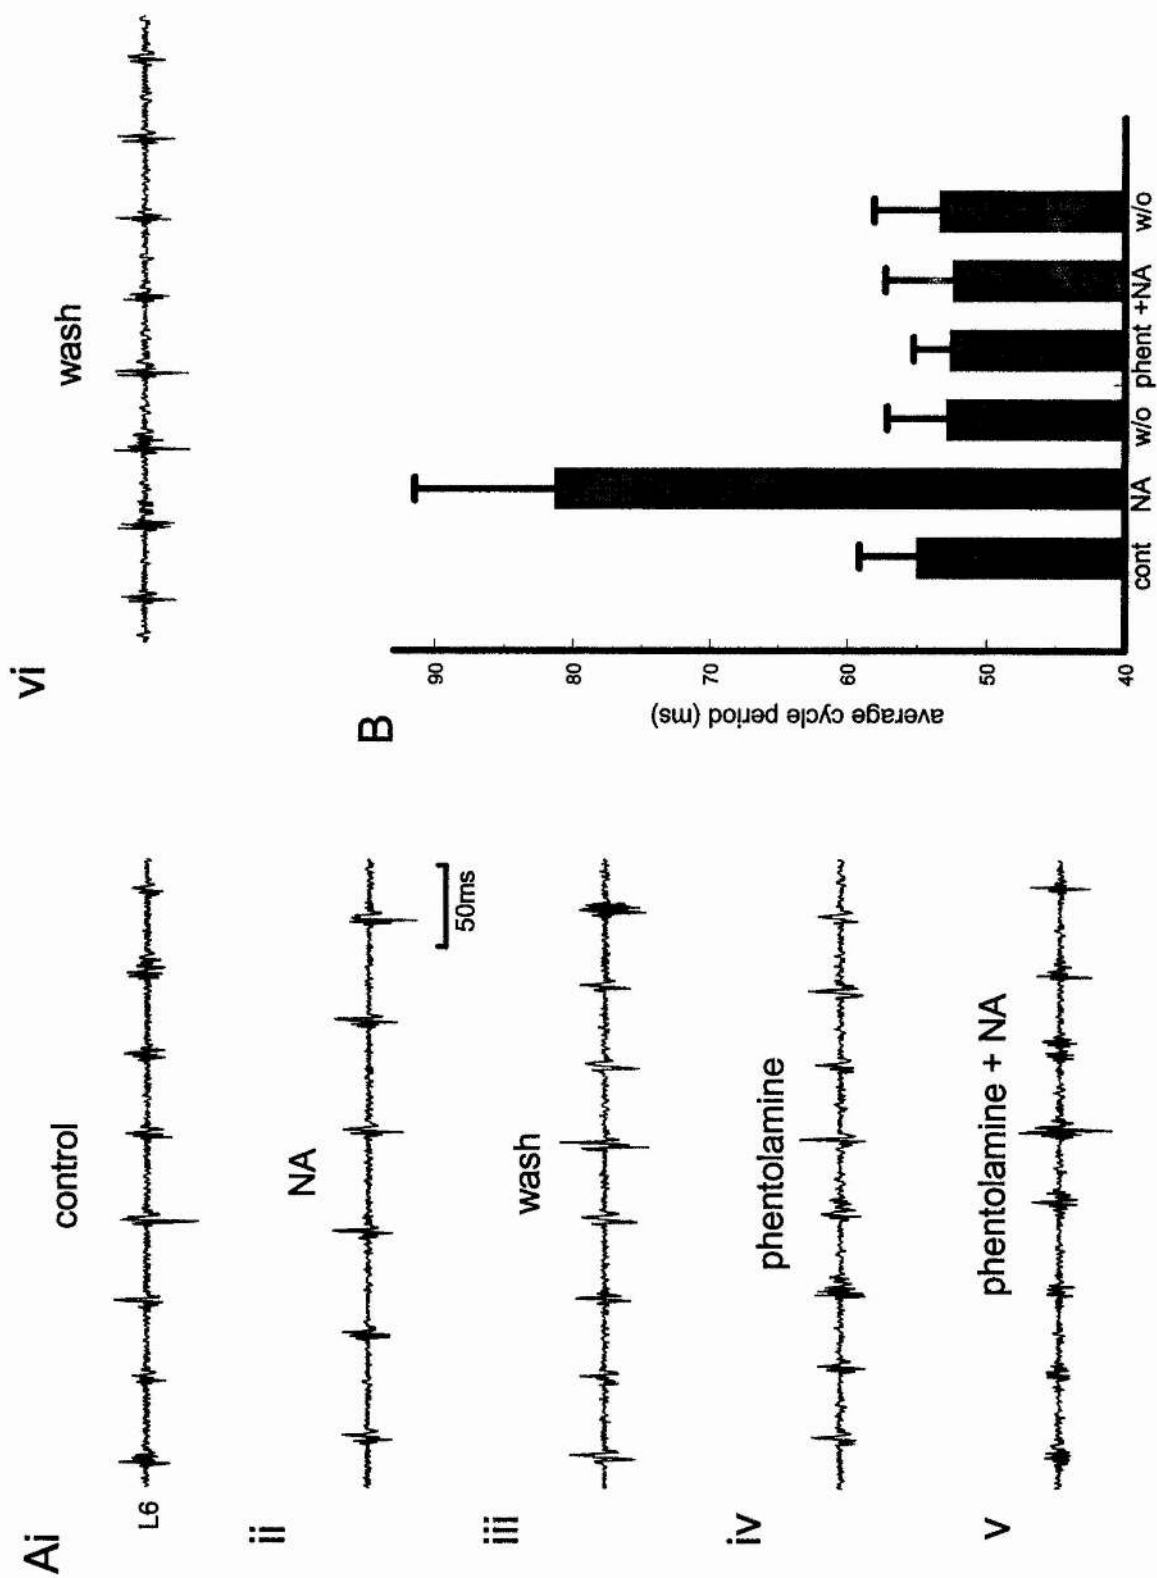 Ai
control
L6
ii
NA
50ms
iii
wash
iv
phentolamine
v
phentolamine + NA
vi
wash
B
average cycle period (ms)
90
80
70
60
50
40
cont NA w/o phent +NA w/o